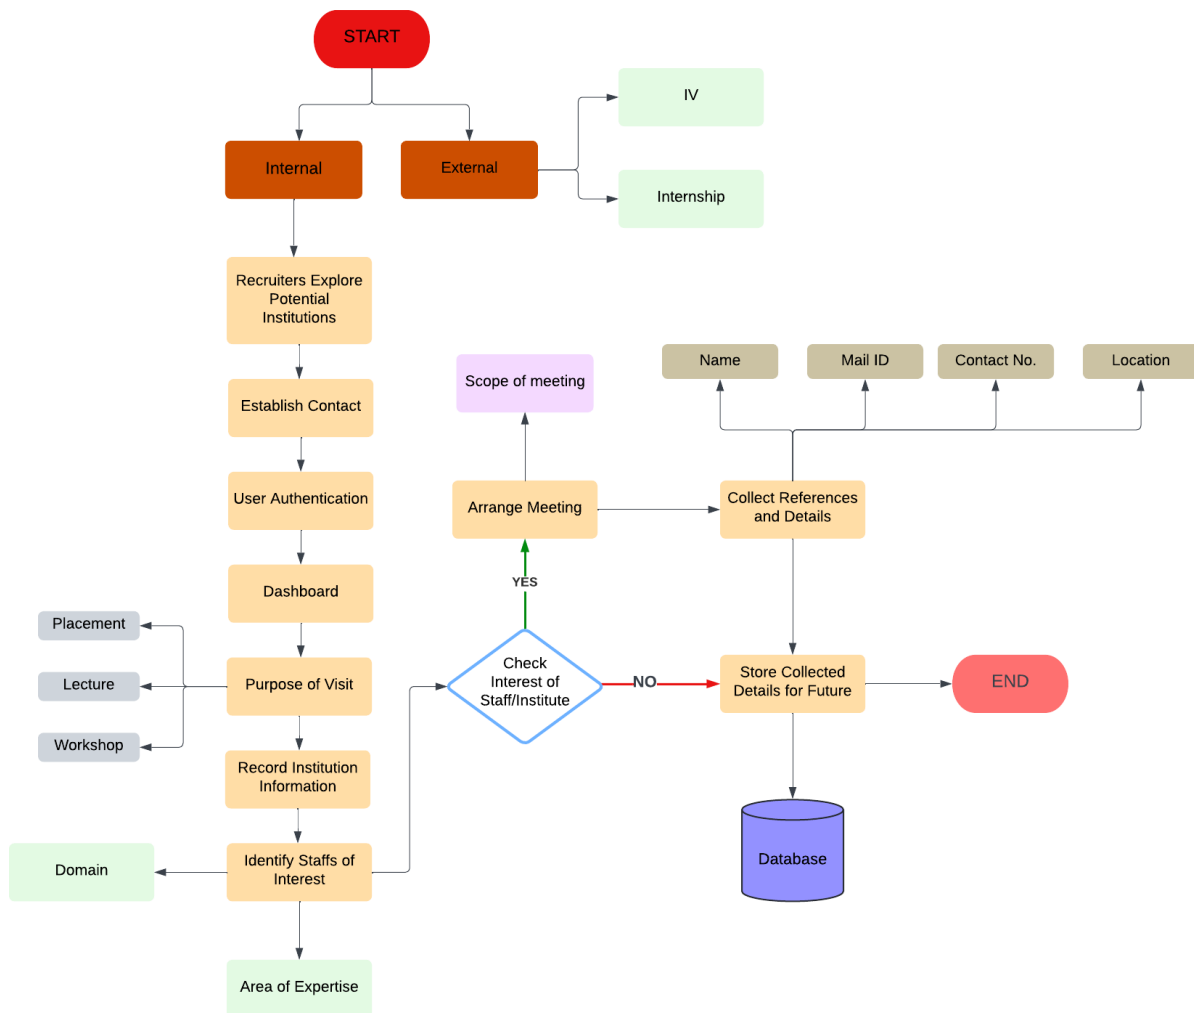 START
IV
Internal
External
Internship
Recruiters Explore
Potential
Institutions
Name
Mail ID
Contact No.
Location
Scope of meeting
Establish Contact
User Authentication
Arrange Meeting
Collect References
and Details
Dashboard
YES
Placement
Lecture
Workshop
Purpose of Visit
Check
Interest of
Staff/Institute
NO
Store Collected
Details for Future
END
Record Institution
Information
Domain
Identify Staffs of
Interest
Database
Area of Expertise